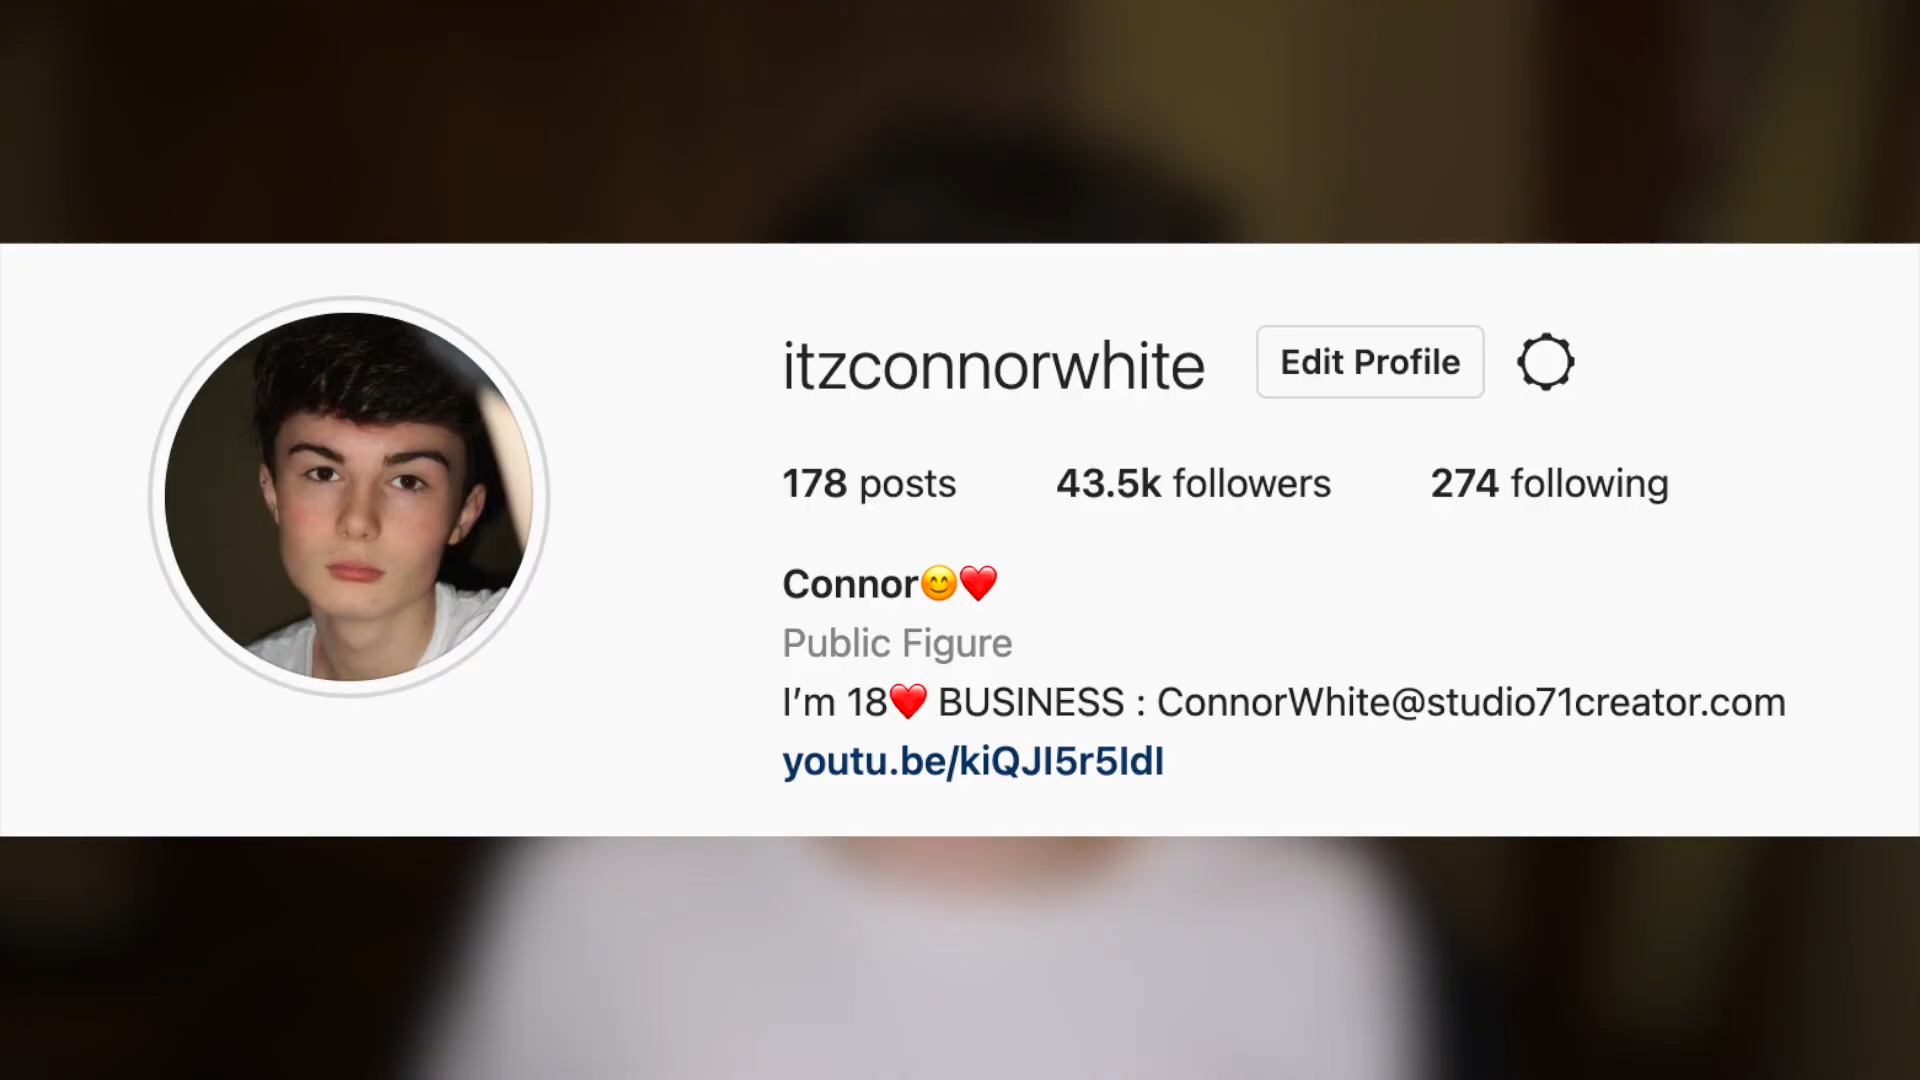 itzconnorwhite Edit Profile
178 posts 43.5k followers 274 following
Connor😊❤️
Public Figure
I’m 18❤️ BUSINESS : ConnorWhite@studio71creator.com
youtu.be/kiQJI5r5IdI